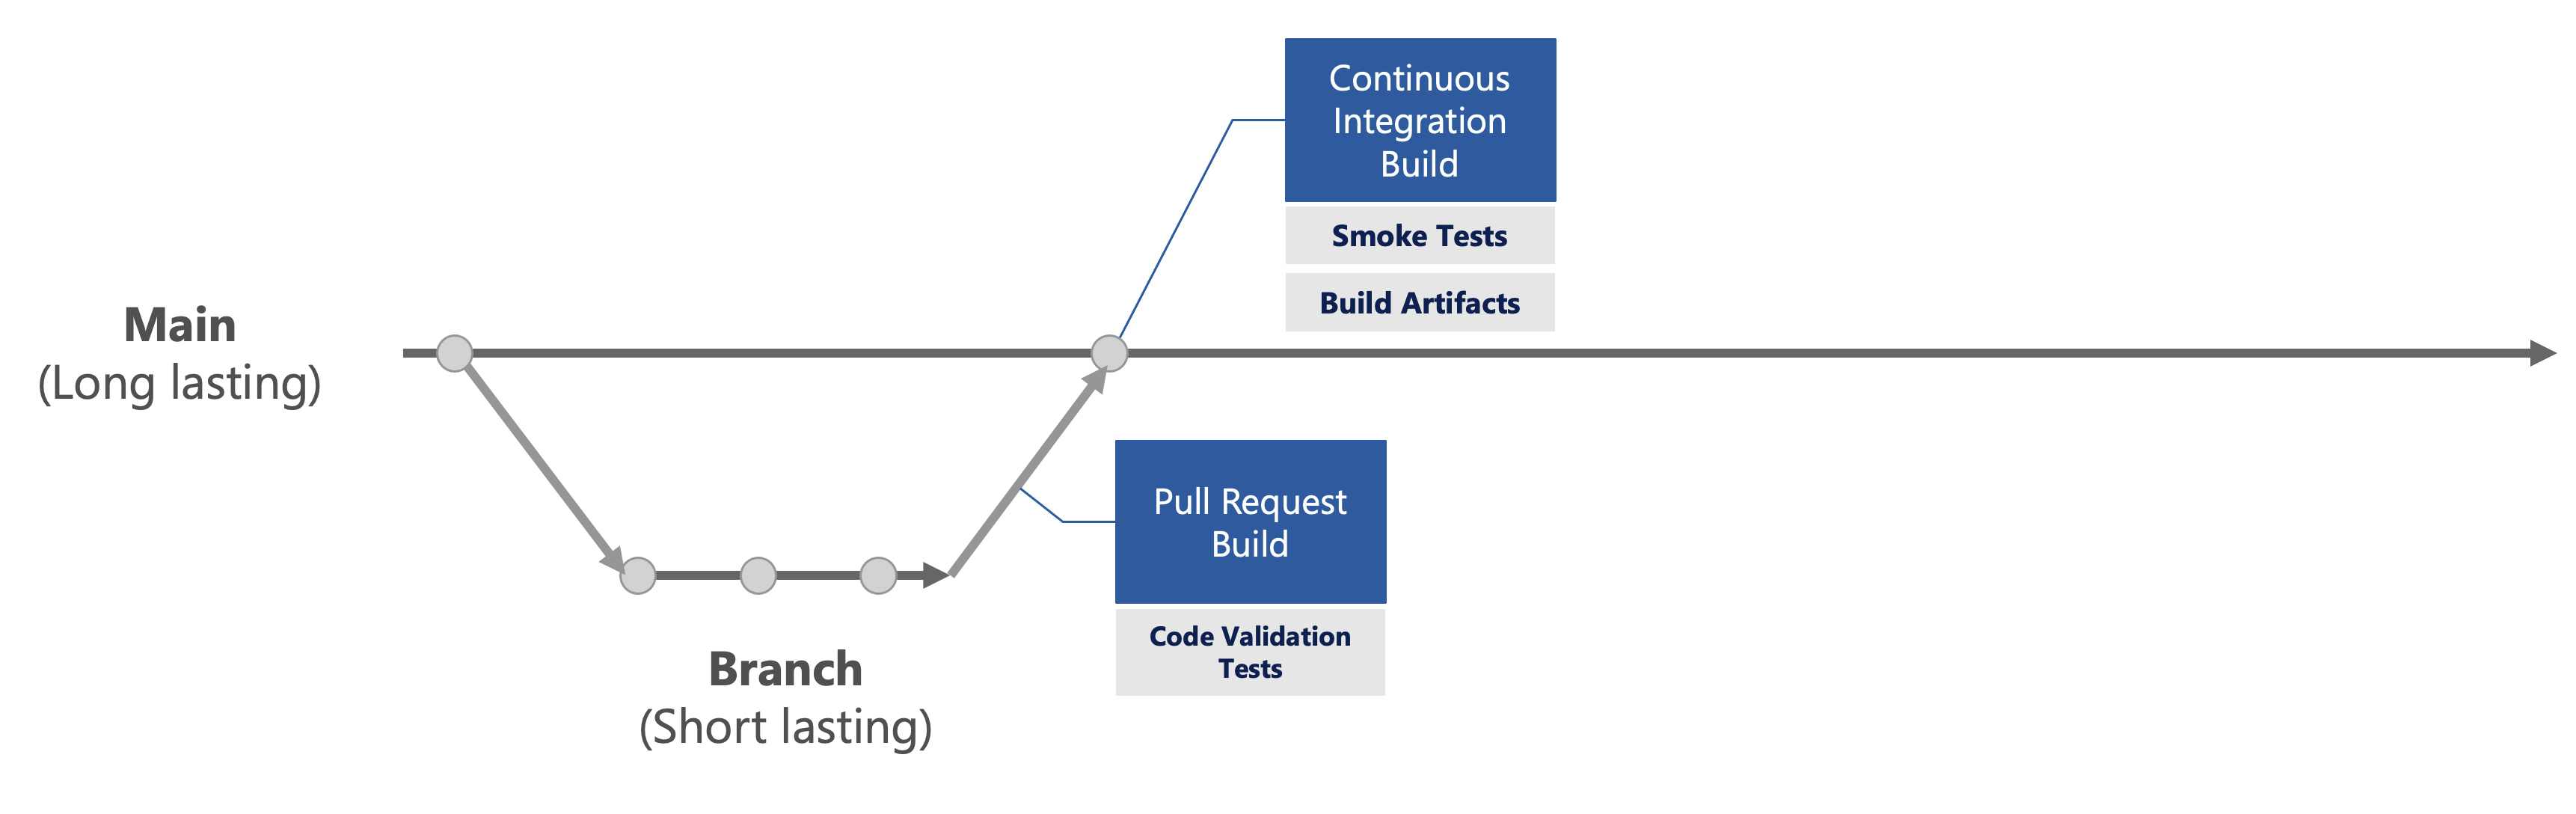 Continuous
Integration
Build
Smoke Tests
Build Artifacts
Main
(Long lasting)
Pull Request
Build
Code Validation
Tests
Branch
(Short lasting)